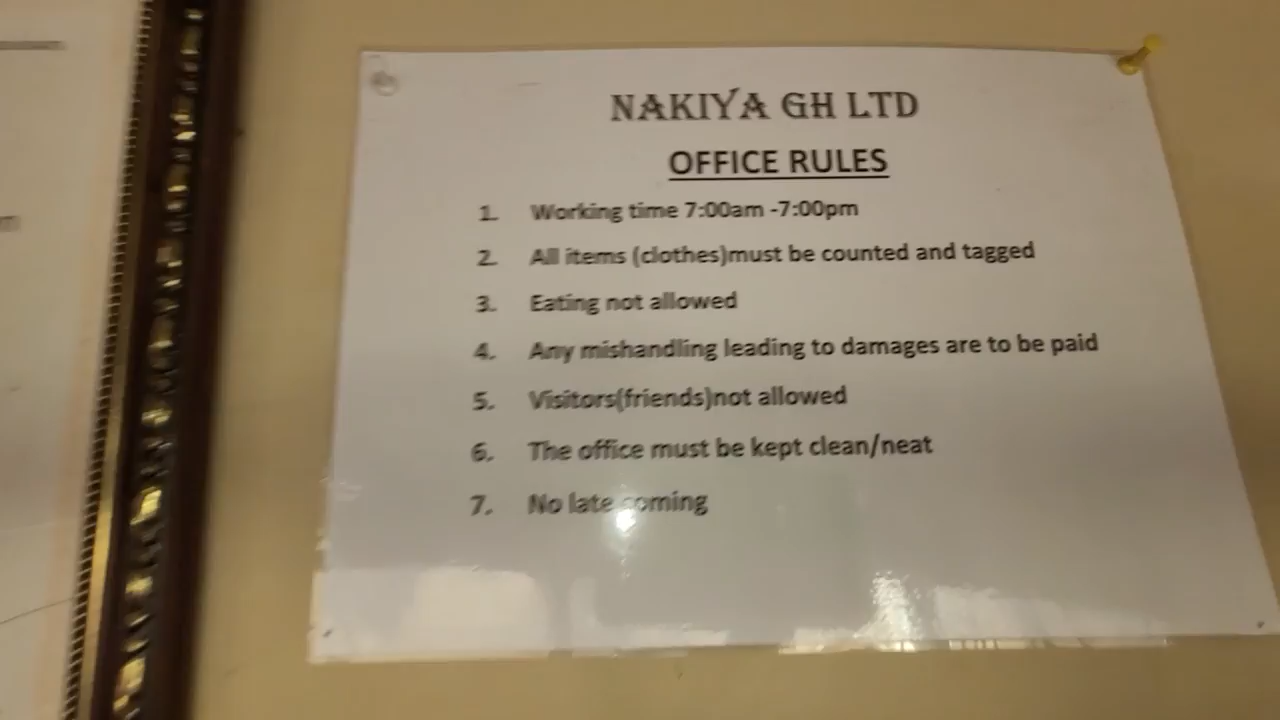 NAKIYA GH LTD
OFFICE RULES
1. Working time 7:00am -7:00pm
2. All items (clothes)must be counted and tagged
3. Eating not allowed
4. Any mishandling leading to damages are to be paid
5. Visitors(friends)not allowed
6. The office must be kept clean/neat
7. No late coming